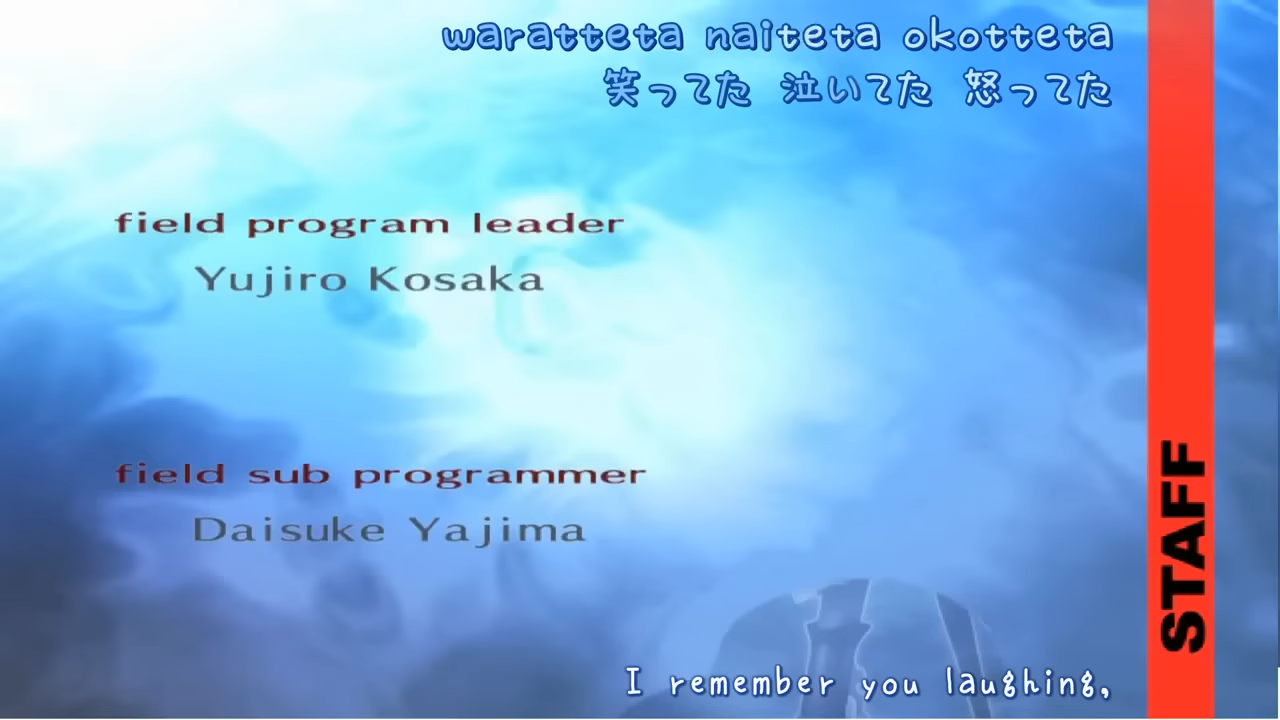 waratteta naiteta okotteta
笑ってた 泣いてた 怒ってた
field program leader
Yujiro Kosaka
field sub programmer
Daisuke Yajima
I remember you laughing,
STAFF